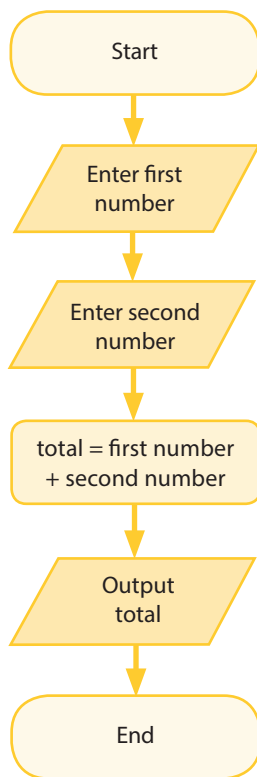 Start
Enter first
number
Enter second
number
total = first number
+ second number
Output
total
End